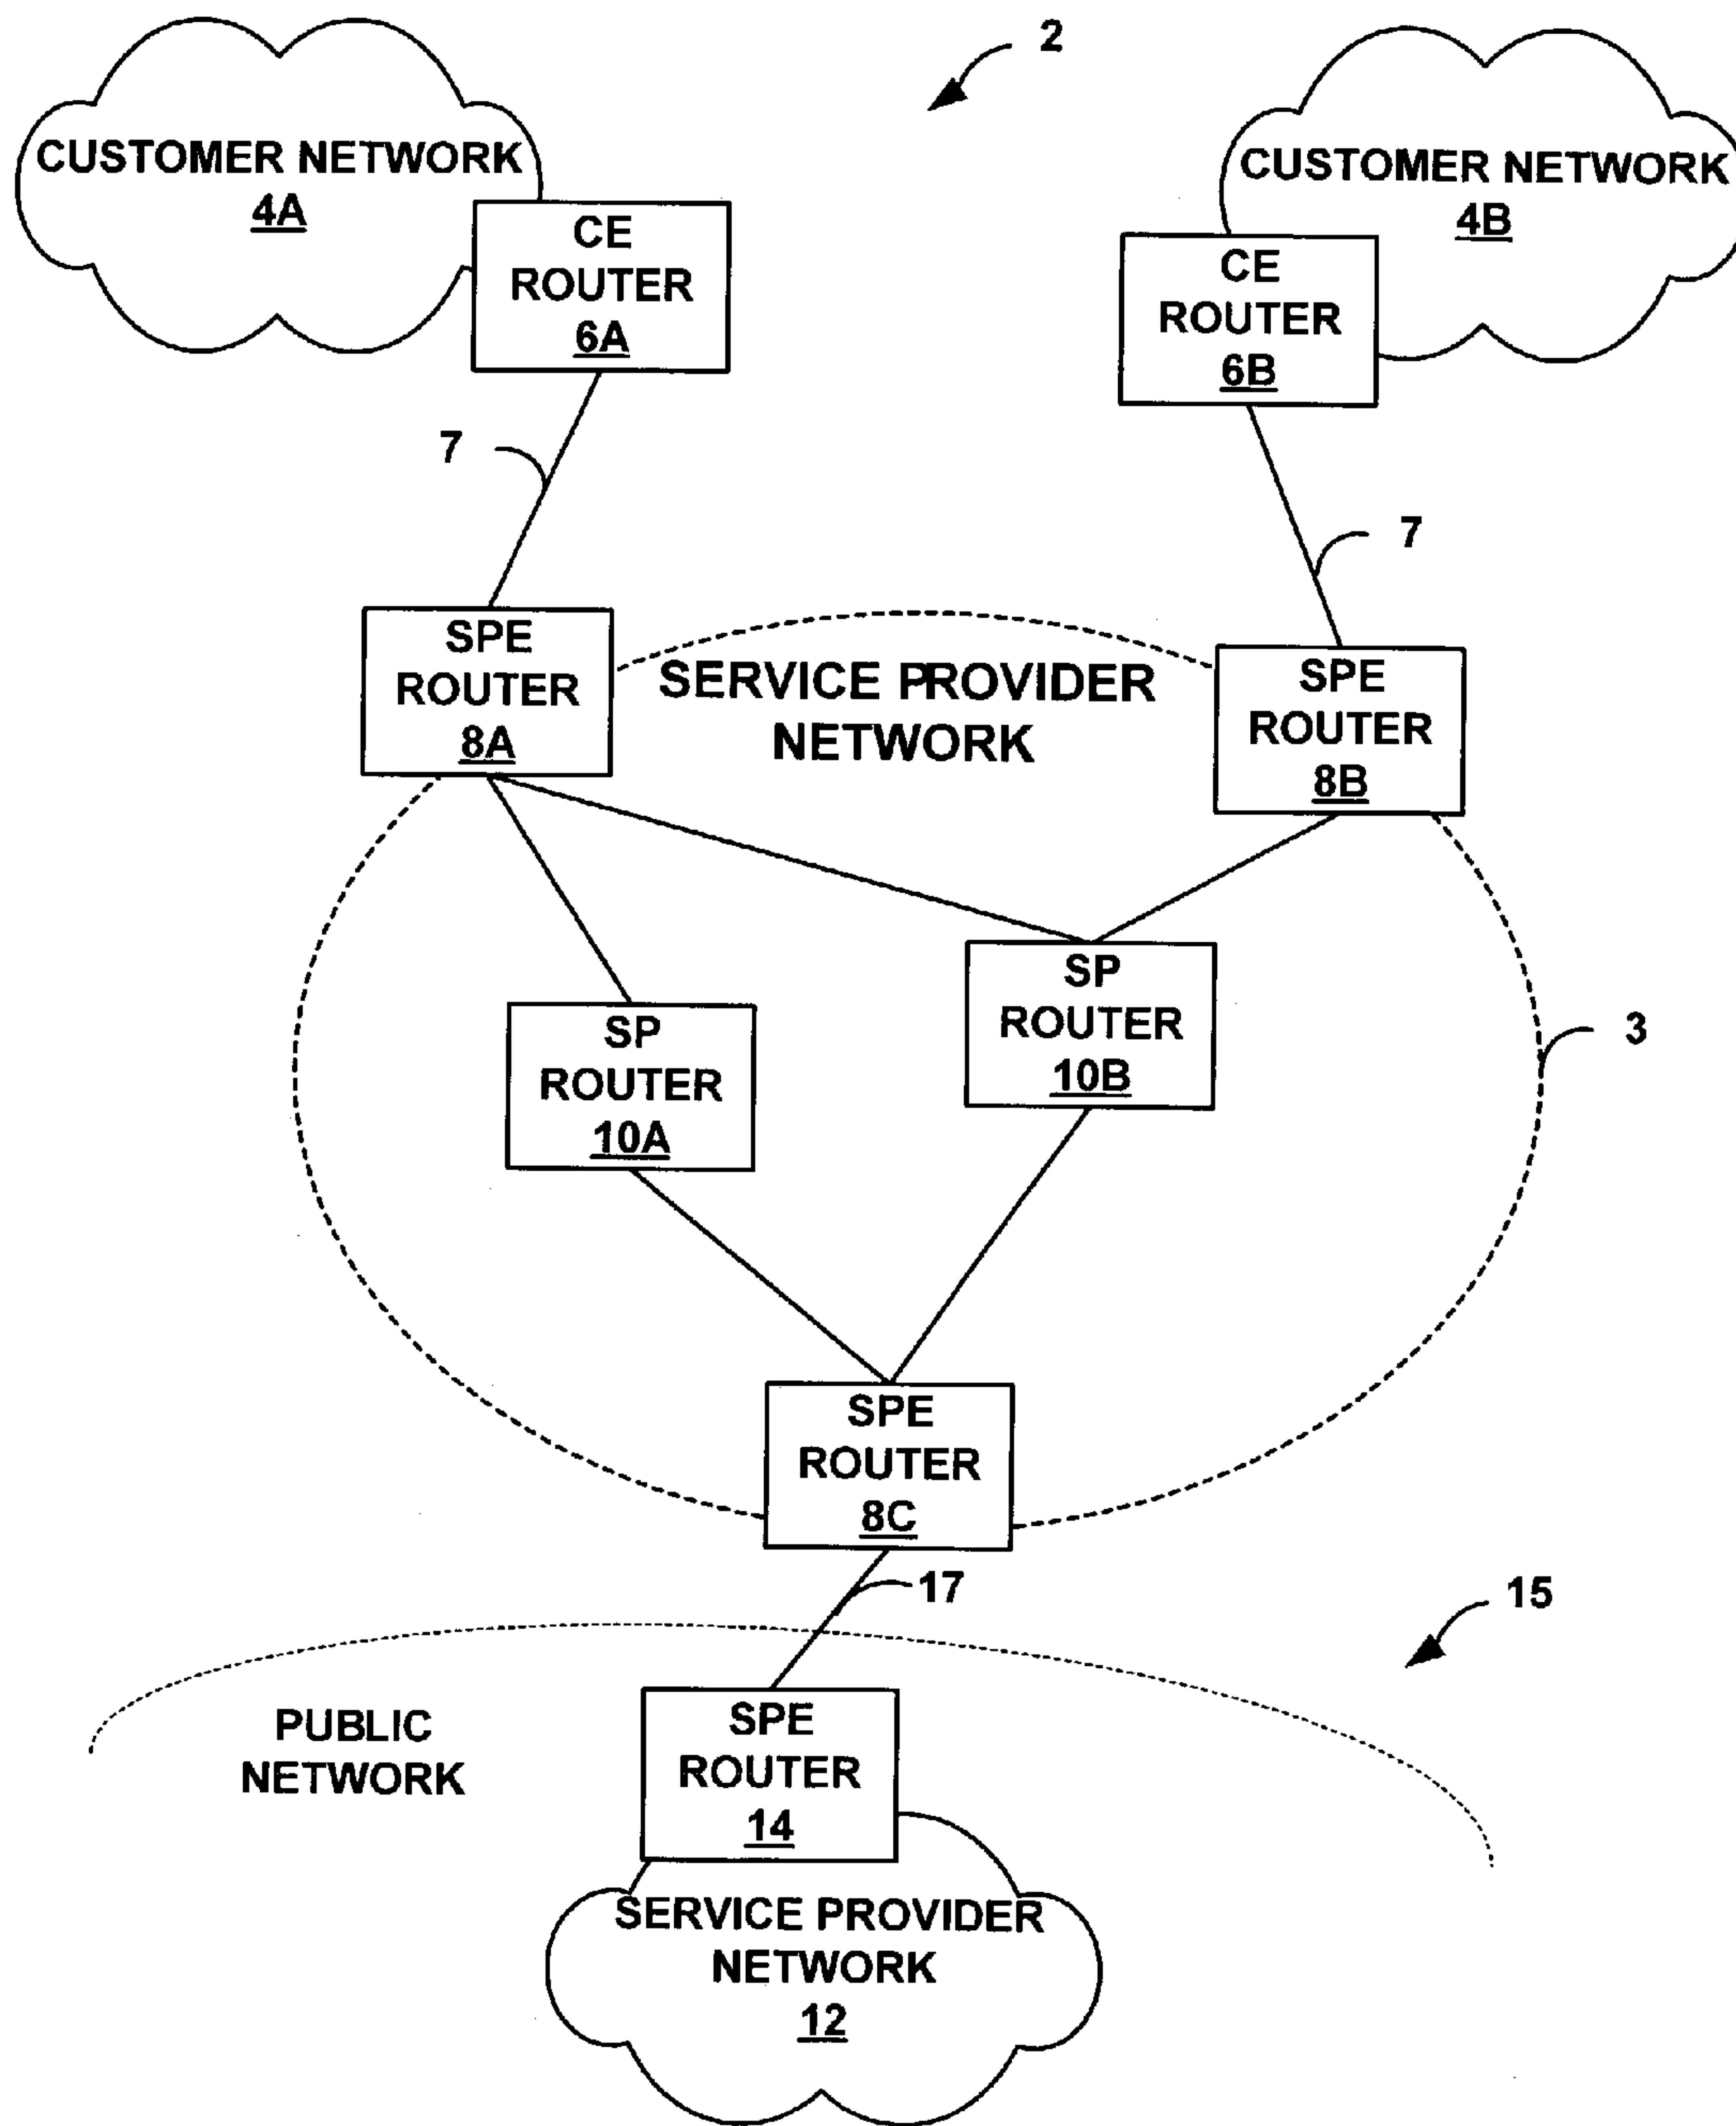 2
CUSTOMER NETWORK
4A
CUSTOMER NETWORK
4B
CE
ROUTER
6A
CE
ROUTER
6B
7
7
SPE
ROUTER
8A
SERVICE PROVIDER
NETWORK
SPE
ROUTER
8B
SP
ROUTER
10A
SP
ROUTER
10B
3
SPE
ROUTER
8C
17
15
PUBLIC
NETWORK
SPE
ROUTER
14
SERVICE PROVIDER
NETWORK
12